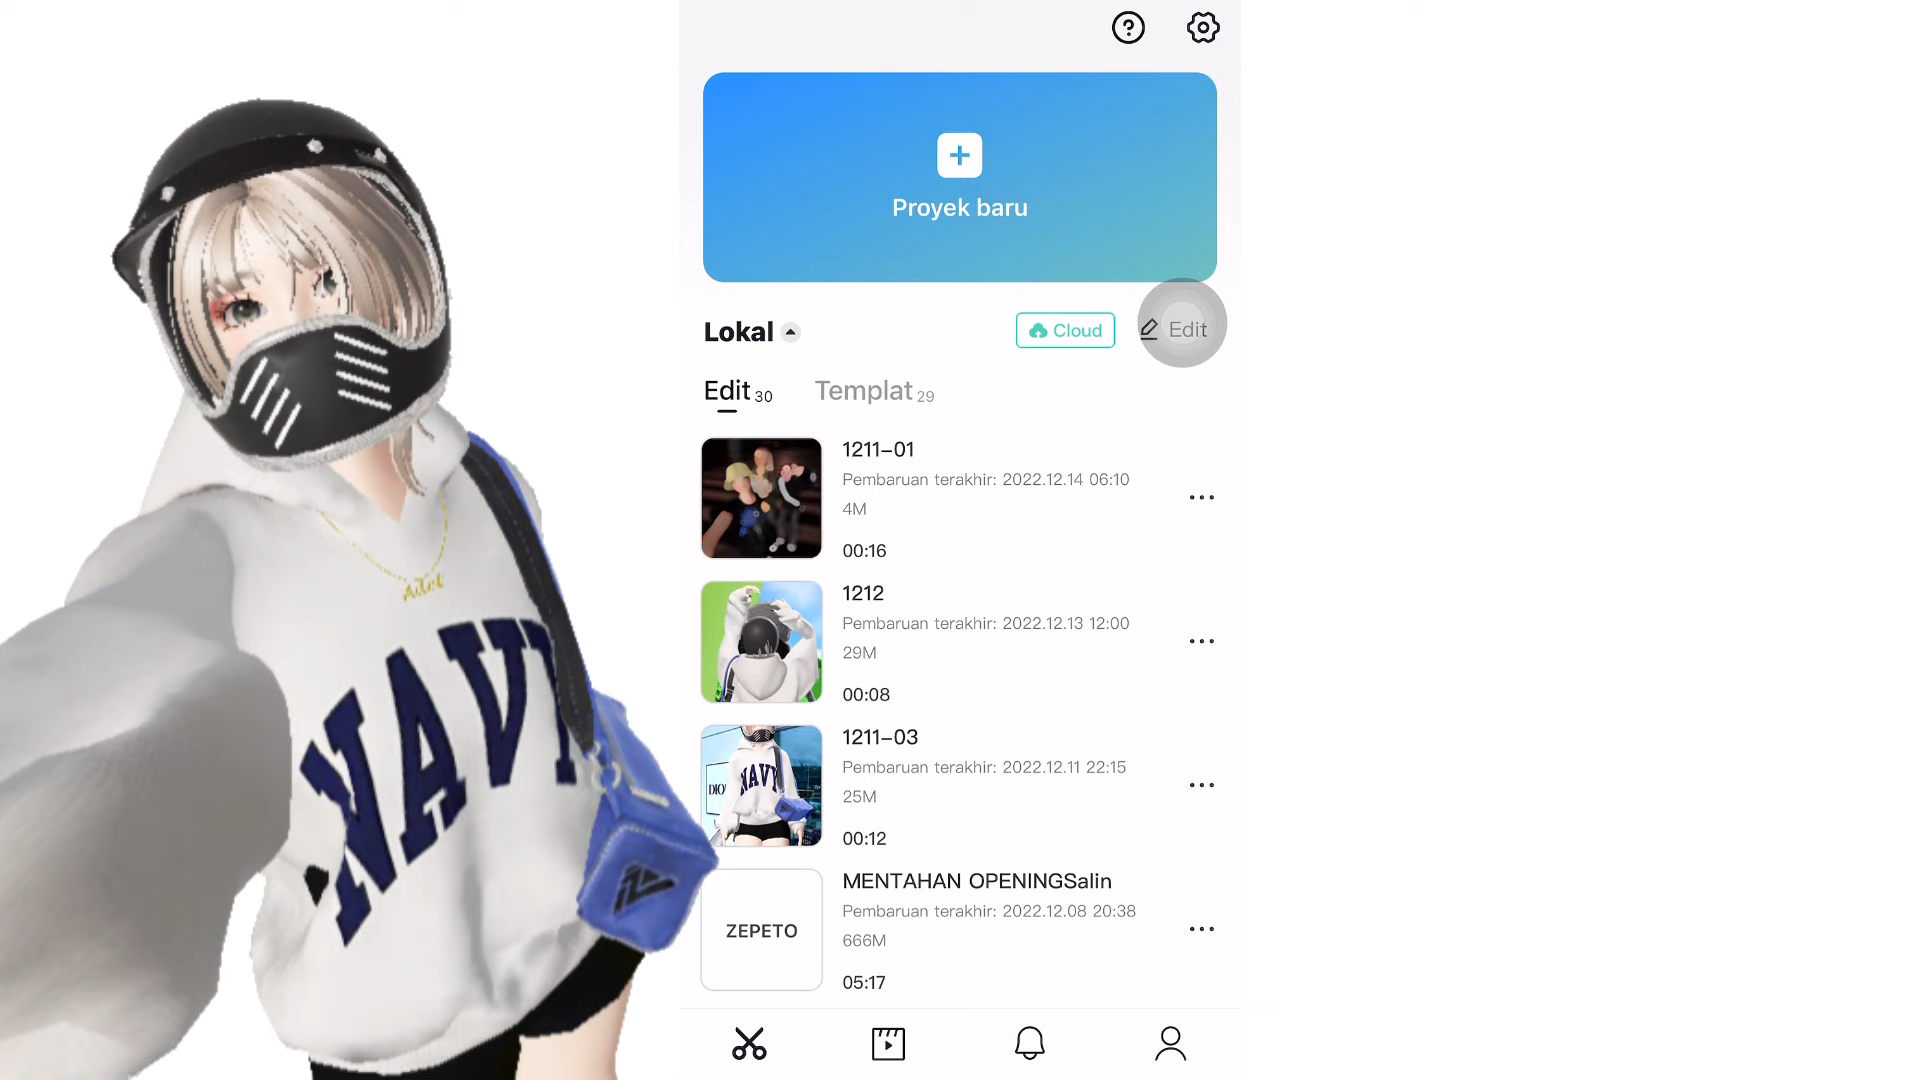 Proyek baru
Lokal
Cloud
Edit
Edit 30
Templat 29
1211-01
Pembaruan terakhir: 2022.12.14 06:10
4M
00:16
1212
Pembaruan terakhir: 2022.12.13 12:00
29M
00:08
1211-03
Pembaruan terakhir: 2022.12.11 22:15
25M
00:12
MENTAHAN OPENINGSalin
Pembaruan terakhir: 2022.12.08 20:38
666M
05:17
ZEPETO
NAVY
NAVY
DIO